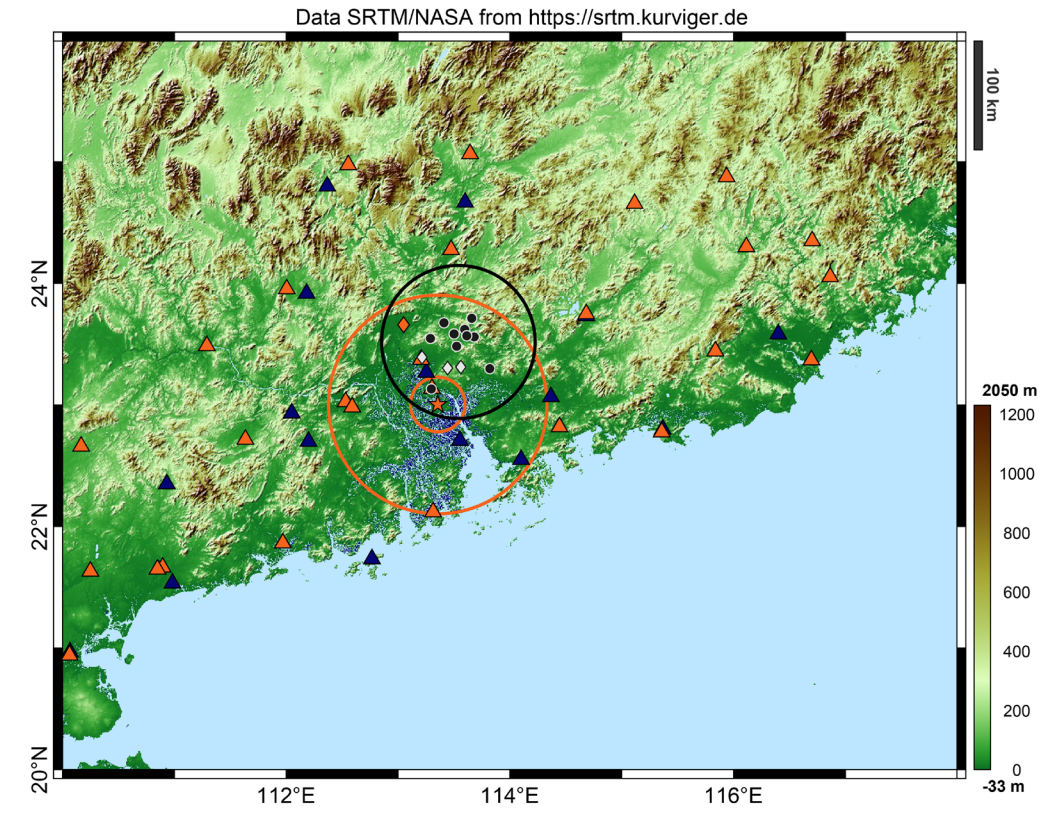 Data SRTM/NASA from https://srtm.kurviger.de
100 km
24°N
22°N
20°N
112°E
114°E
116°E
2050 m
1200
1000
800
600
400
200
0
-33 m